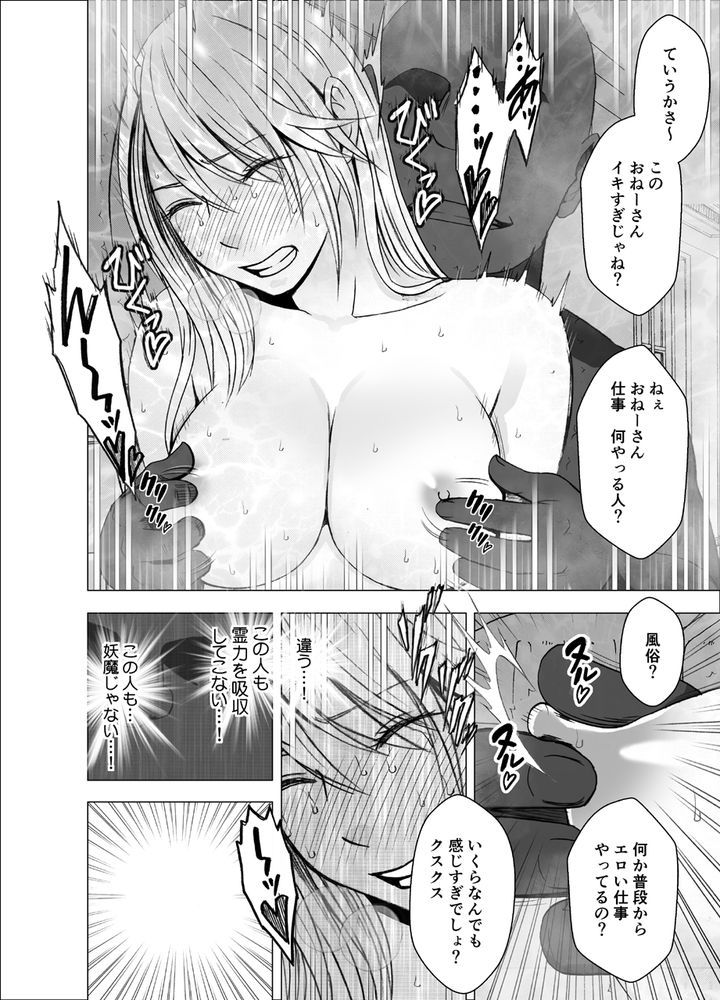 ていうかさ～
この
おねーさん
イキすぎじゃね？
…あッ
……
びくっ
びくっ
ん～～っ
ねぇ
おねーさん
仕事　何やっる人？
風俗？
ヌルッ
ヌルッ
何か普段から
エロい仕事
やってるの？
違う…！
この人も
霊力を吸収
してこない…！
この人も…
妖魔じゃない…！
いくらなんでも
感じすぎでしょ？
クスクス